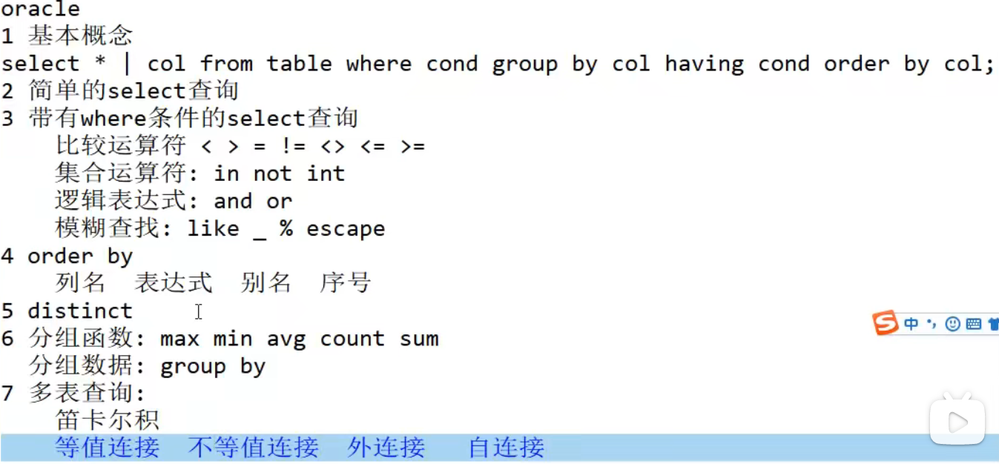 oracle
1 基本概念
select * | col from table where cond group by col having cond order by col;
2 简单的select查询
3 带有where条件的select查询
比较运算符 < > = != <> <= >=
集合运算符: in not int
逻辑表达式: and or
模糊查找: like _ % escape
4 order by
列名 表达式 别名 序号
5 distinct
中
6 分组函数: max min avg count sum
分组数据: group by
7 多表查询:
笛卡尔积
等值连接 不等值连接 外连接 自连接